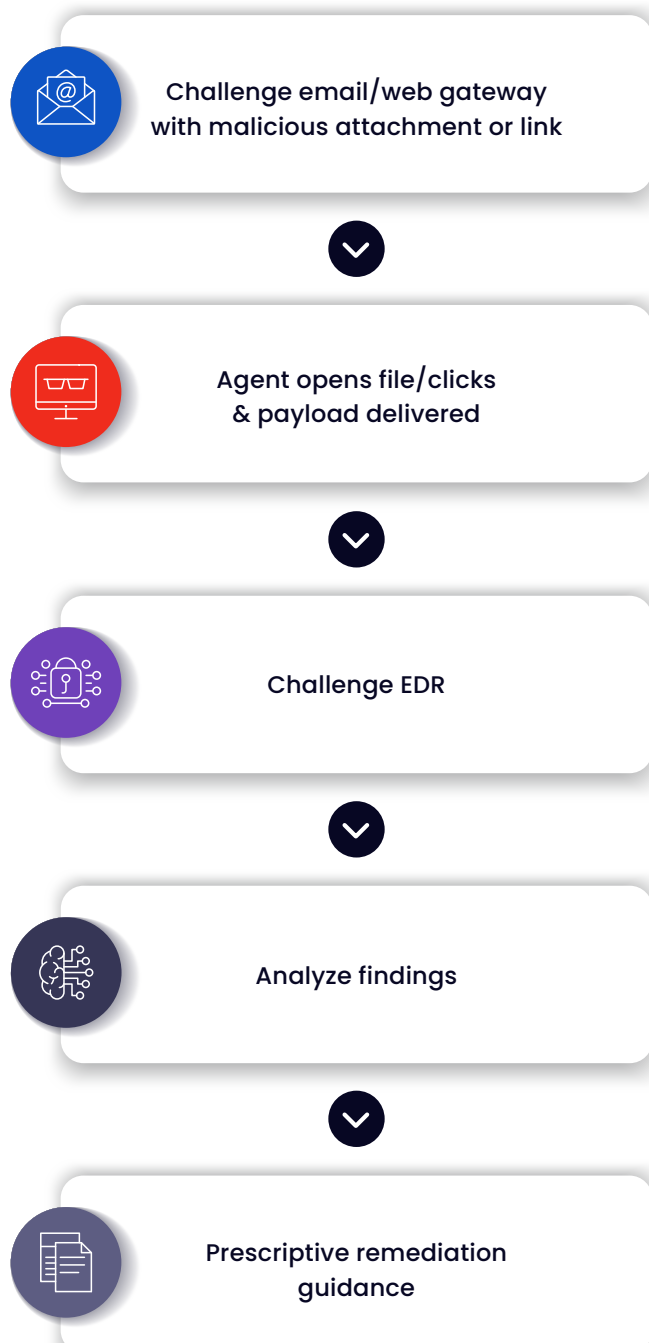 @
Challenge email/web gateway
with malicious attachment or link
Agent opens file/clicks
& payload delivered
Challenge EDR
Analyze findings
Prescriptive remediation
guidance